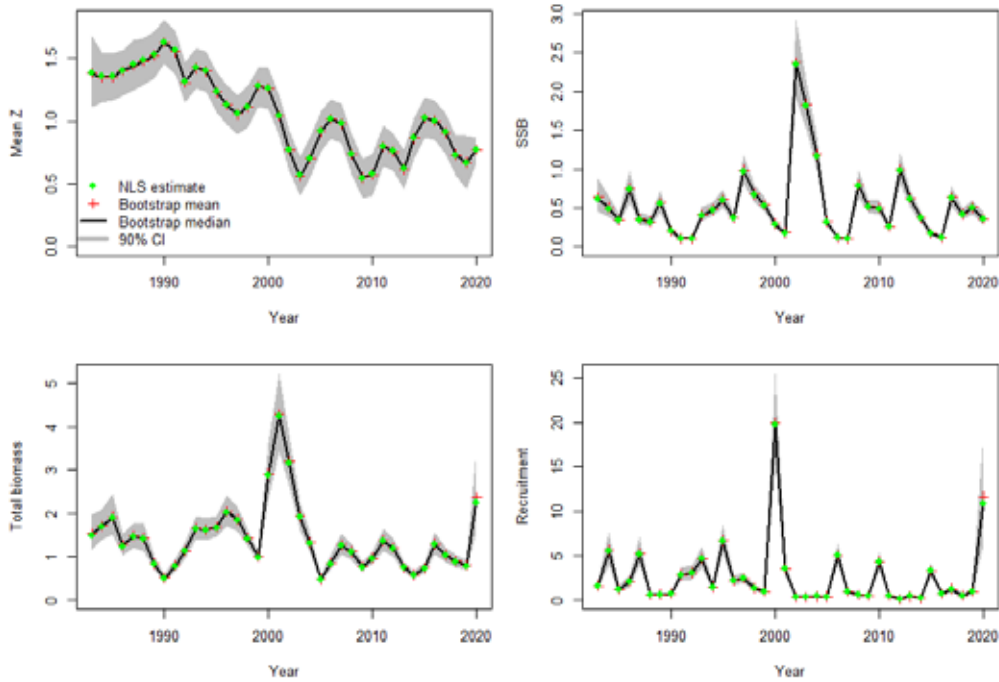 Mean Z
0.0 0.5 1.0 1.5
NLS estimate
Bootstrap mean
Bootstrap median
90% CI
1990 2000 2010 2020
Year
SSB
0.0 0.5 1.0 1.5 2.0 2.5 3.0
1990 2000 2010 2020
Year
Total biomass
0 1 2 3 4 5
1990 2000 2010 2020
Year
Recruitment
0 5 10 15 20 25
1990 2000 2010 2020
Year